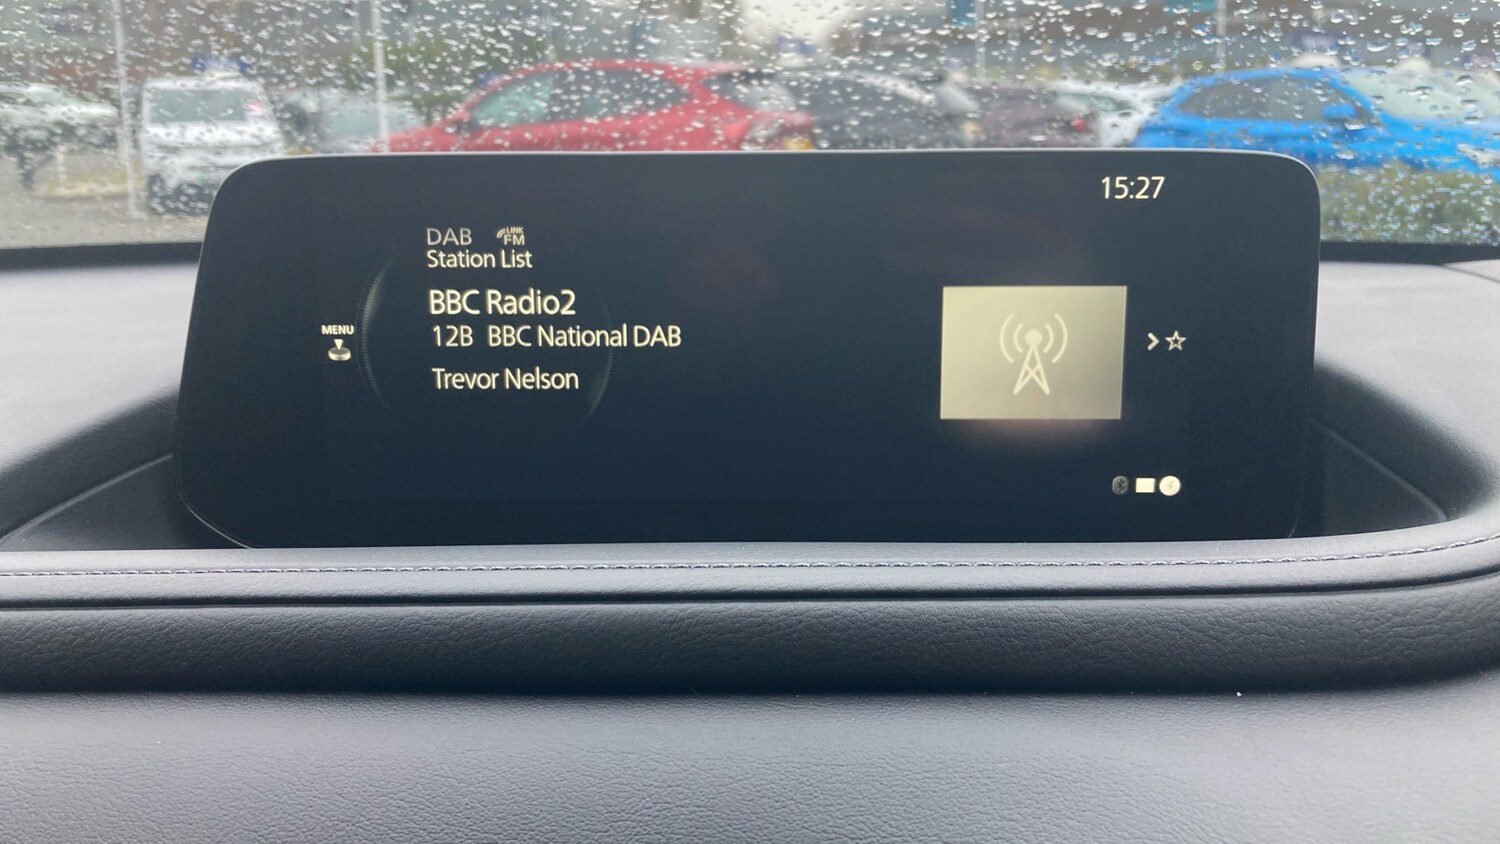 15:27
DAB LINK FM
Station List
BBC Radio2
MENU
12B BBC National DAB
Trevor Nelson